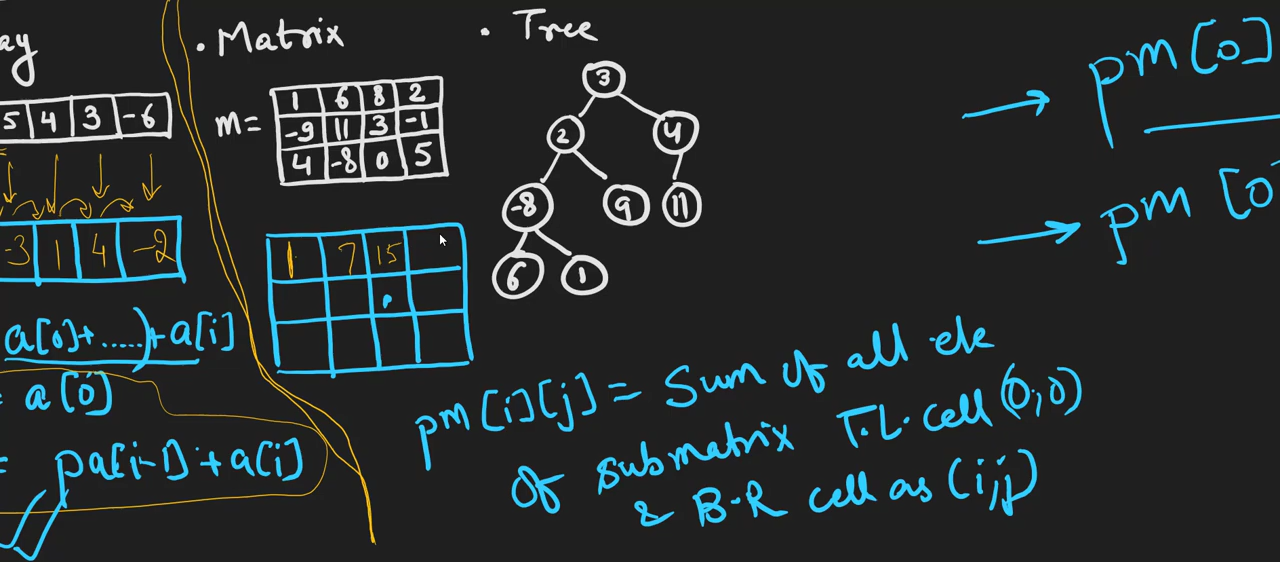 ay
• Matrix
• Tree
5 4 3 -6
m=
1 6 8 2
-9 11 3 -1
4 -8 0 5
3
2 4
-8 9 11
6 1
-3 1 4 -2
1 7 15
a[0]+.....)+a[i]
= a[0]
= pa[i-1]+a[i]
→ pm[0]
→ pm[0]
pm[i][j] = Sum of all ele
of submatrix T.L. cell (0,0)
& B.R cell as (i,j)